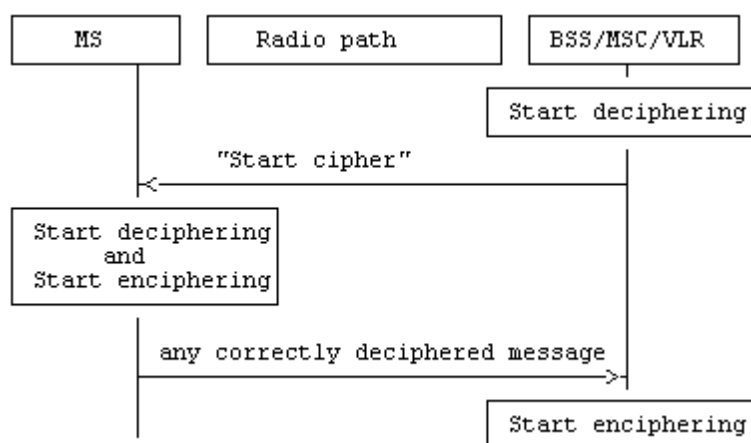 MS
Radio path
BSS/MSC/VLR
Start deciphering
"Start cipher"
Start deciphering
and
Start enciphering
any correctly deciphered message
Start enciphering